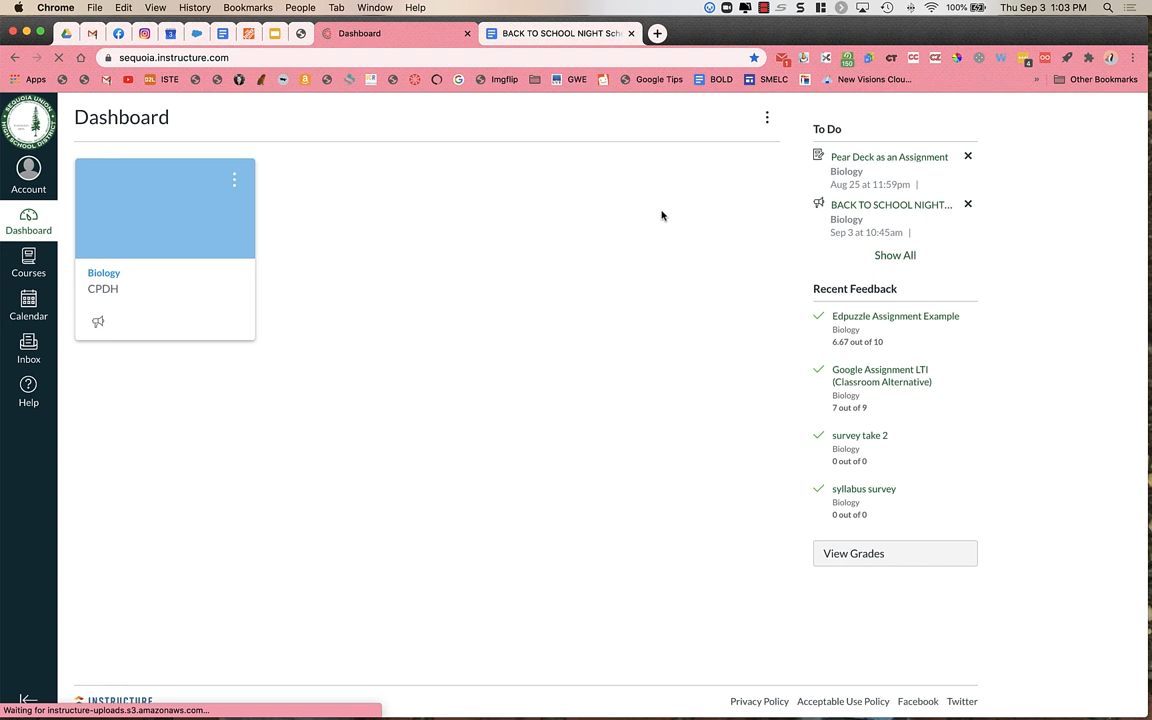 Chrome File Edit View History Bookmarks People Tab Window Help 100% Thu Sep 3 1:03 PM
Dashboard BACK TO SCHOOL NIGHT Sch
sequoia.instructure.com
Apps ISTE Imgflip GWE Google Tips BOLD SMELC New Visions Clou... » Other Bookmarks
SEQUOIA UNION HIGH SCHOOL DISTRICT
Account
Dashboard
Courses
Calendar
Inbox
Help
Dashboard
Biology
CPDH
To Do
Pear Deck as an Assignment
Biology
Aug 25 at 11:59pm |
BACK TO SCHOOL NIGHT...
Biology
Sep 3 at 10:45am |
Show All
Recent Feedback
Edpuzzle Assignment Example
Biology
6.67 out of 10
Google Assignment LTI
(Classroom Alternative)
Biology
7 out of 9
survey take 2
Biology
0 out of 0
syllabus survey
Biology
0 out of 0
View Grades
INSTRUCTURE
Privacy Policy Acceptable Use Policy Facebook Twitter
Waiting for instructure-uploads.s3.amazonaws.com...